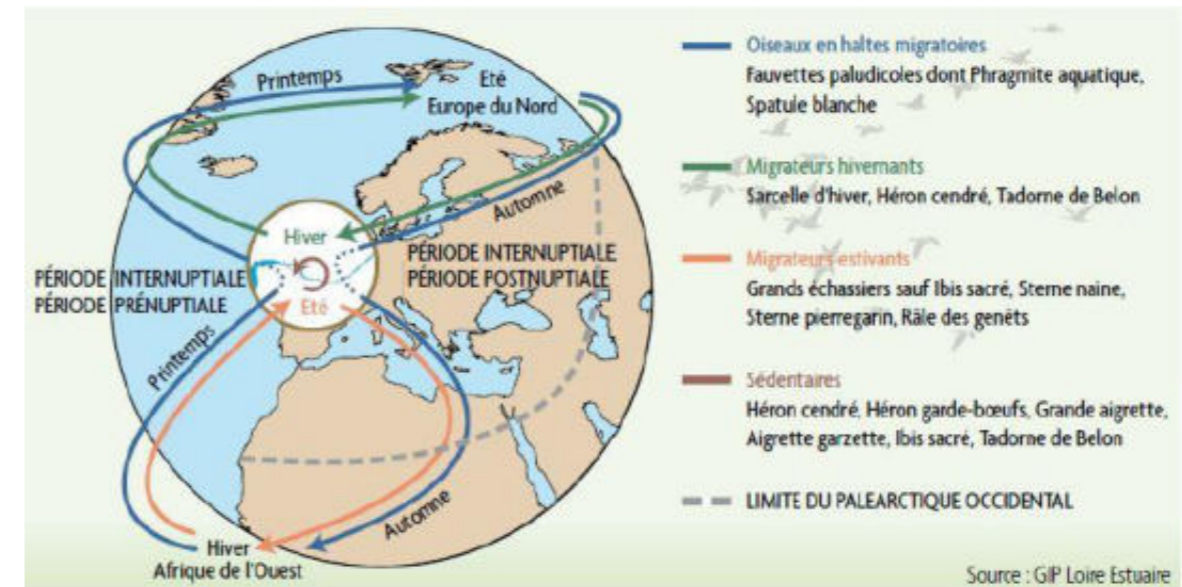 Printemps
Eté
Europe du Nord
Automne
Hiver
Eté
PÉRIODE INTERNUPTIALE
PÉRIODE PRÉNUPTIALE
PÉRIODE INTERNUPTIALE
PÉRIODE POSTNUPTIALE
Printemps
Automne
Hiver
Afrique de l'Ouest
Oiseaux en haltes migratoires
Fauvettes paludicoles dont Phragmite aquatique,
Spatule blanche
Migrateurs hivernants
Sarcelle d'hiver, Héron cendré, Tadorne de Belon
Migrateurs estivants
Grands échassiers sauf Ibis sacré, Sterne naine,
Sterne pierregarin, Râle des genêts
Sédentaires
Héron cendré, Héron garde-bœufs, Grande aigrette,
Aigrette garzette, Ibis sacré, Tadorne de Belon
LIMITE DU PALEARCTIQUE OCCIDENTAL
Source : GIP Loire Estuaire